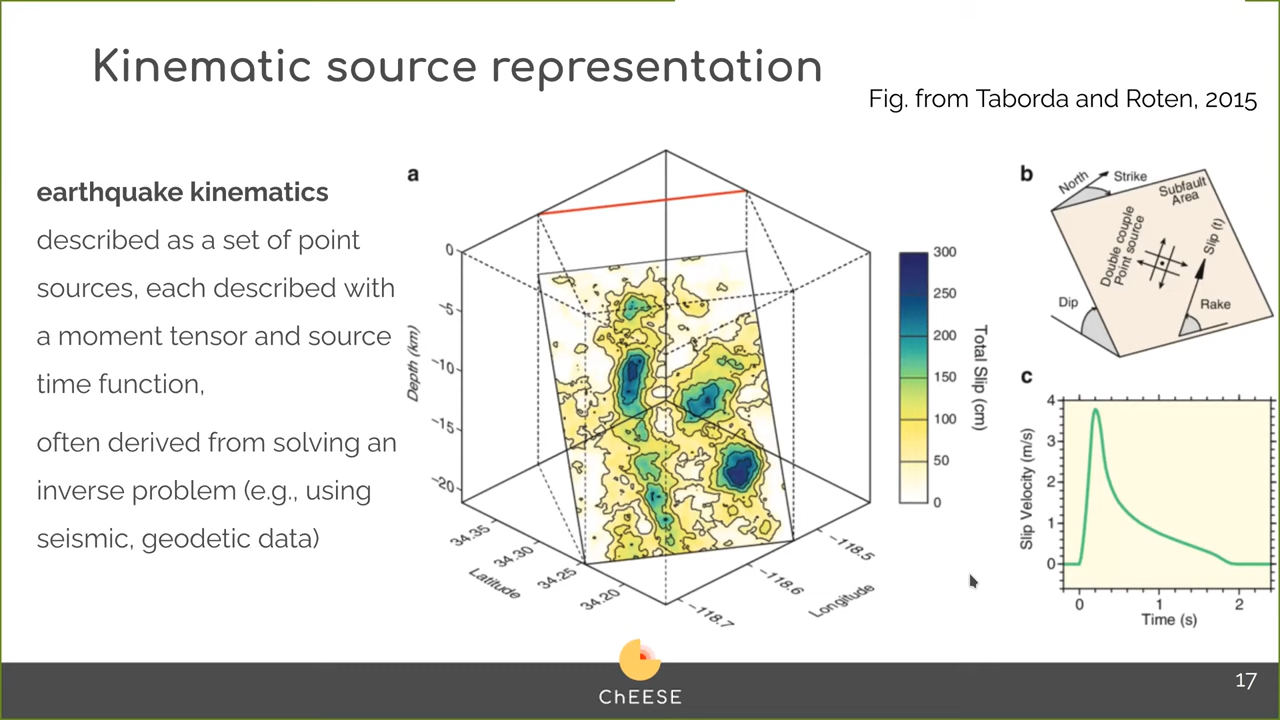 Kinematic source representation
Fig. from Taborda and Roten, 2015
earthquake kinematics
described as a set of point
sources, each described with
a moment tensor and source
time function,
often derived from solving an
inverse problem (e.g., using
seismic, geodetic data)
a
0
−5
−10
−15
−20
Depth (km)
34.35
34.30
34.25
34.20
Latitude
−118.5
−118.6
−118.7
Longitude
300
250
200
150
100
50
0
Total Slip (cm)
b
North
Strike
Subfault
Area
Double couple
Point source
Slip (t)
Dip
Rake
c
4
3
2
1
0
Slip Velocity (m/s)
0 1 2
Time (s)
ChEESE
17